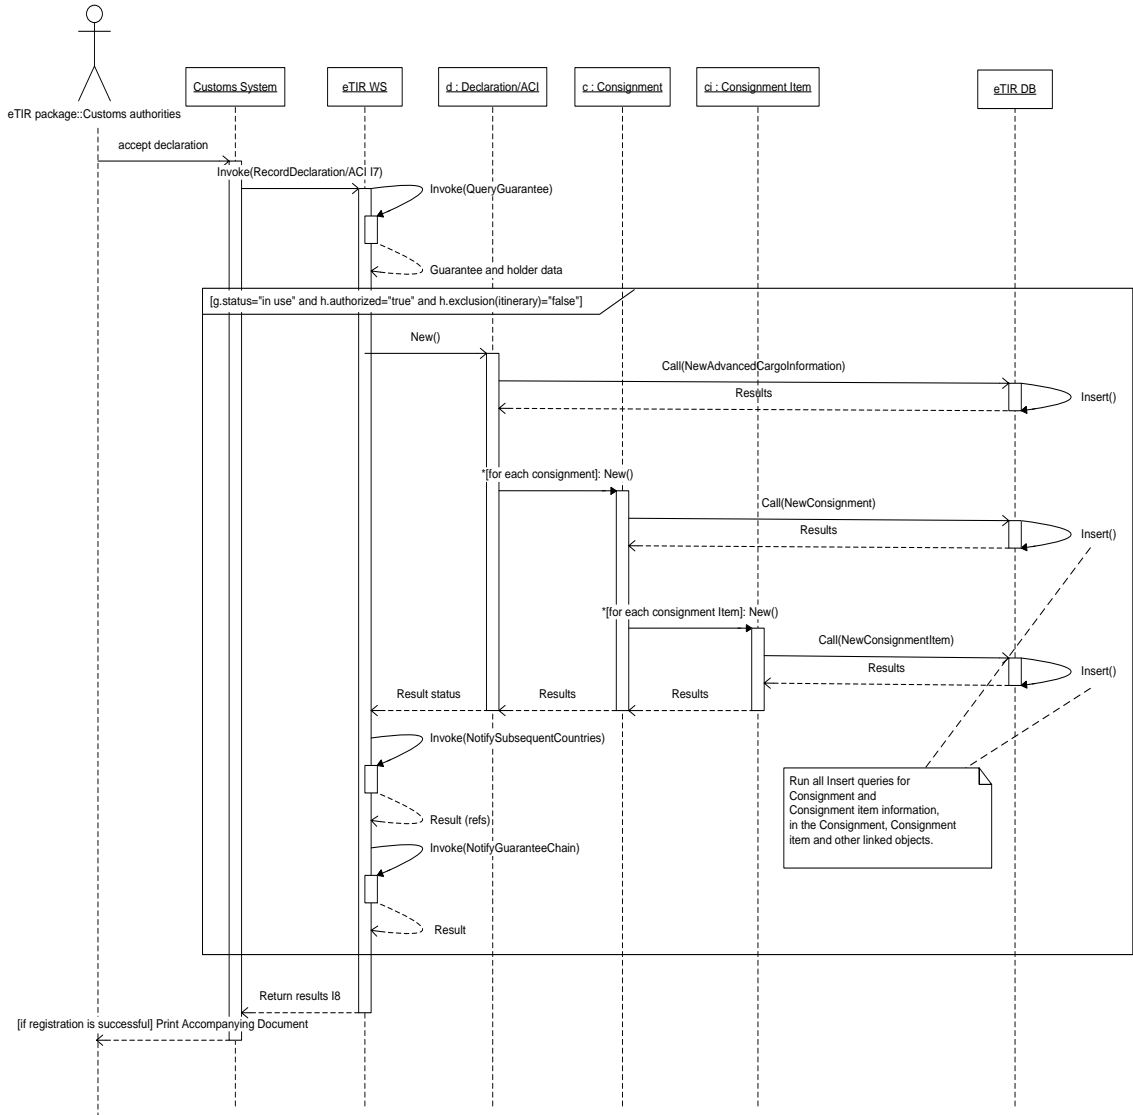 Customs System
eTIR WS
d : Declaration/ACI
c : Consignment
ci : Consignment Item
eTIR DB
eTIR package::Customs authorities
accept declaration
Invoke(RecordDeclaration/ACI I7)
Invoke(QueryGuarantee)
Guarantee and holder data
[g.status="in use" and h.authorized="true" and h.exclusion(itinerary)="false"]
New()
Call(NewAdvancedCargoInformation)
Results
Insert()
*[for each consignment]: New()
Call(NewConsignment)
Results
Insert()
*[for each consignment Item]: New()
Call(NewConsignmentItem)
Results
Insert()
Result status
Results
Results
Invoke(NotifySubsequentCountries)
Run all Insert queries for
Consignment and
Consignment item information,
in the Consignment, Consignment
item and other linked objects.
Result (refs)
Invoke(NotifyGuaranteeChain)
Result
Return results I8
[if registration is successful] Print Accompanying Document